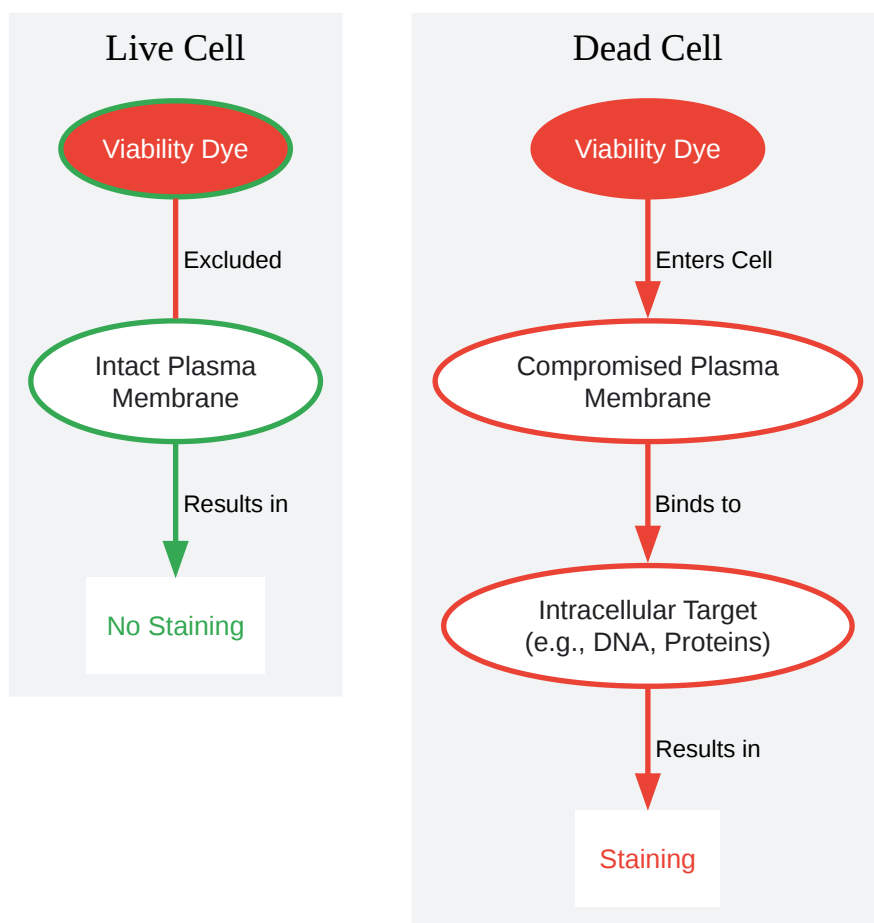 Live Cell
Viability Dye
Excluded
Intact Plasma
Membrane
Results in
No Staining
Dead Cell
Viability Dye
Enters Cell
Compromised Plasma
Membrane
Binds to
Intracellular Target
(e.g., DNA, Proteins)
Results in
Staining